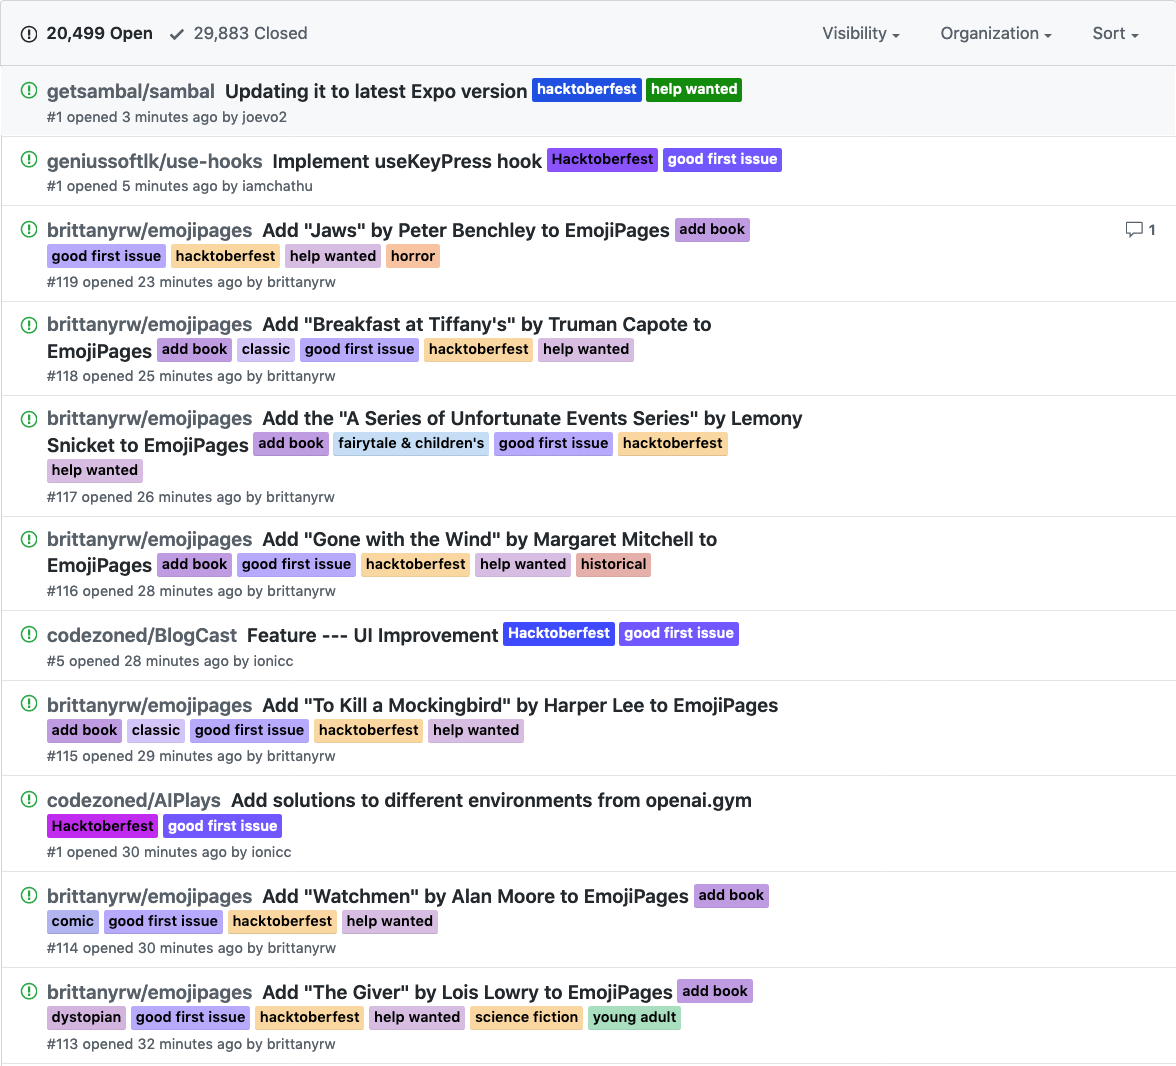 20,499 Open 29,883 Closed Visibility Organization Sort
getsambal/sambal Updating it to latest Expo version hacktoberfest help wanted
#1 opened 3 minutes ago by joevo2
geniussoftlk/use-hooks Implement useKeyPress hook Hacktoberfest good first issue
#1 opened 5 minutes ago by iamchathu
brittanyrw/emojipages Add "Jaws" by Peter Benchley to EmojiPages add book 1
good first issue hacktoberfest help wanted horror
#119 opened 23 minutes ago by brittanyrw
brittanyrw/emojipages Add "Breakfast at Tiffany's" by Truman Capote to
EmojiPages add book classic good first issue hacktoberfest help wanted
#118 opened 25 minutes ago by brittanyrw
brittanyrw/emojipages Add the "A Series of Unfortunate Events Series" by Lemony
Snicket to EmojiPages add book fairytale & children's good first issue hacktoberfest
help wanted
#117 opened 26 minutes ago by brittanyrw
brittanyrw/emojipages Add "Gone with the Wind" by Margaret Mitchell to
EmojiPages add book good first issue hacktoberfest help wanted historical
#116 opened 28 minutes ago by brittanyrw
codezoned/BlogCast Feature --- UI Improvement Hacktoberfest good first issue
#5 opened 28 minutes ago by ionicc
brittanyrw/emojipages Add "To Kill a Mockingbird" by Harper Lee to EmojiPages
add book classic good first issue hacktoberfest help wanted
#115 opened 29 minutes ago by brittanyrw
codezoned/AIPlays Add solutions to different environments from openai.gym
Hacktoberfest good first issue
#1 opened 30 minutes ago by ionicc
brittanyrw/emojipages Add "Watchmen" by Alan Moore to EmojiPages add book
comic good first issue hacktoberfest help wanted
#114 opened 30 minutes ago by brittanyrw
brittanyrw/emojipages Add "The Giver" by Lois Lowry to EmojiPages add book
dystopian good first issue hacktoberfest help wanted science fiction young adult
#113 opened 32 minutes ago by brittanyrw